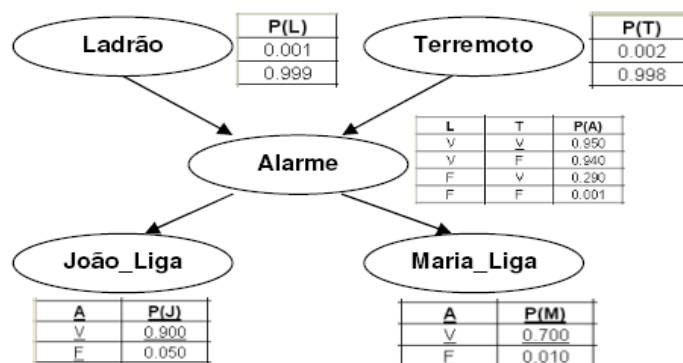 Ladrão
P(L)
0.001
0.999
Terremoto
P(T)
0.002
0.998
Alarme
L T P(A)
V V 0.950
V F 0.940
F V 0.290
F F 0.001
João_Liga
A P(J)
V 0.900
F 0.050
Maria_Liga
A P(M)
V 0.700
F 0.010